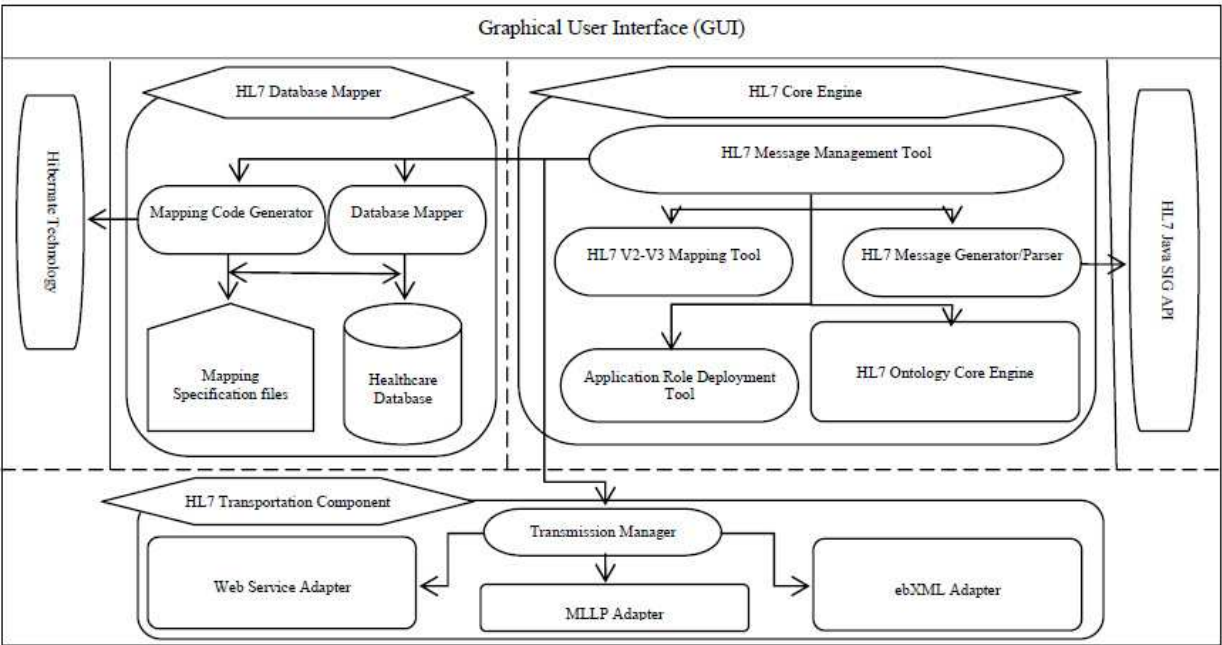 Graphical User Interface (GUI)
HL7 Database Mapper
HL7 Core Engine
Hibernate Technology
HL7 Message Management Tool
Mapping Code Generator
Database Mapper
HL7 V2-V3 Mapping Tool
HL7 Message Generator/Parser
HL7 Java SIG API
Mapping
Specification files
Healthcare
Database
Application Role Deployment
Tool
HL7 Ontology Core Engine
HL7 Transportation Component
Transmission Manager
Web Service Adapter
MLLP Adapter
ebXML Adapter